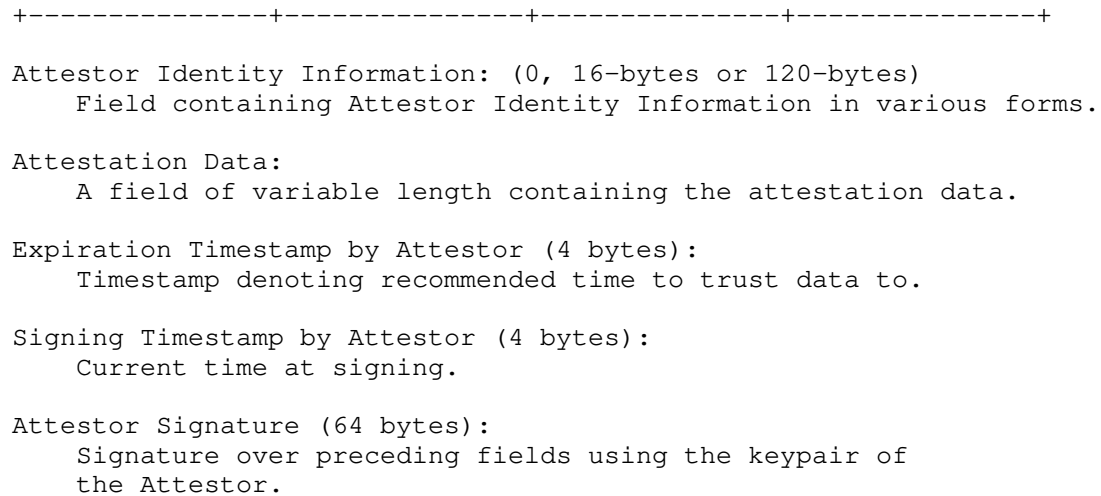 +---------------+---------------+---------------+---------------+
Attestor Identity Information: (0, 16-bytes or 120-bytes)
Field containing Attestor Identity Information in various forms.
Attestation Data:
A field of variable length containing the attestation data.
Expiration Timestamp by Attestor (4 bytes):
Timestamp denoting recommended time to trust data to.
Signing Timestamp by Attestor (4 bytes):
Current time at signing.
Attestor Signature (64 bytes):
Signature over preceding fields using the keypair of
the Attestor.